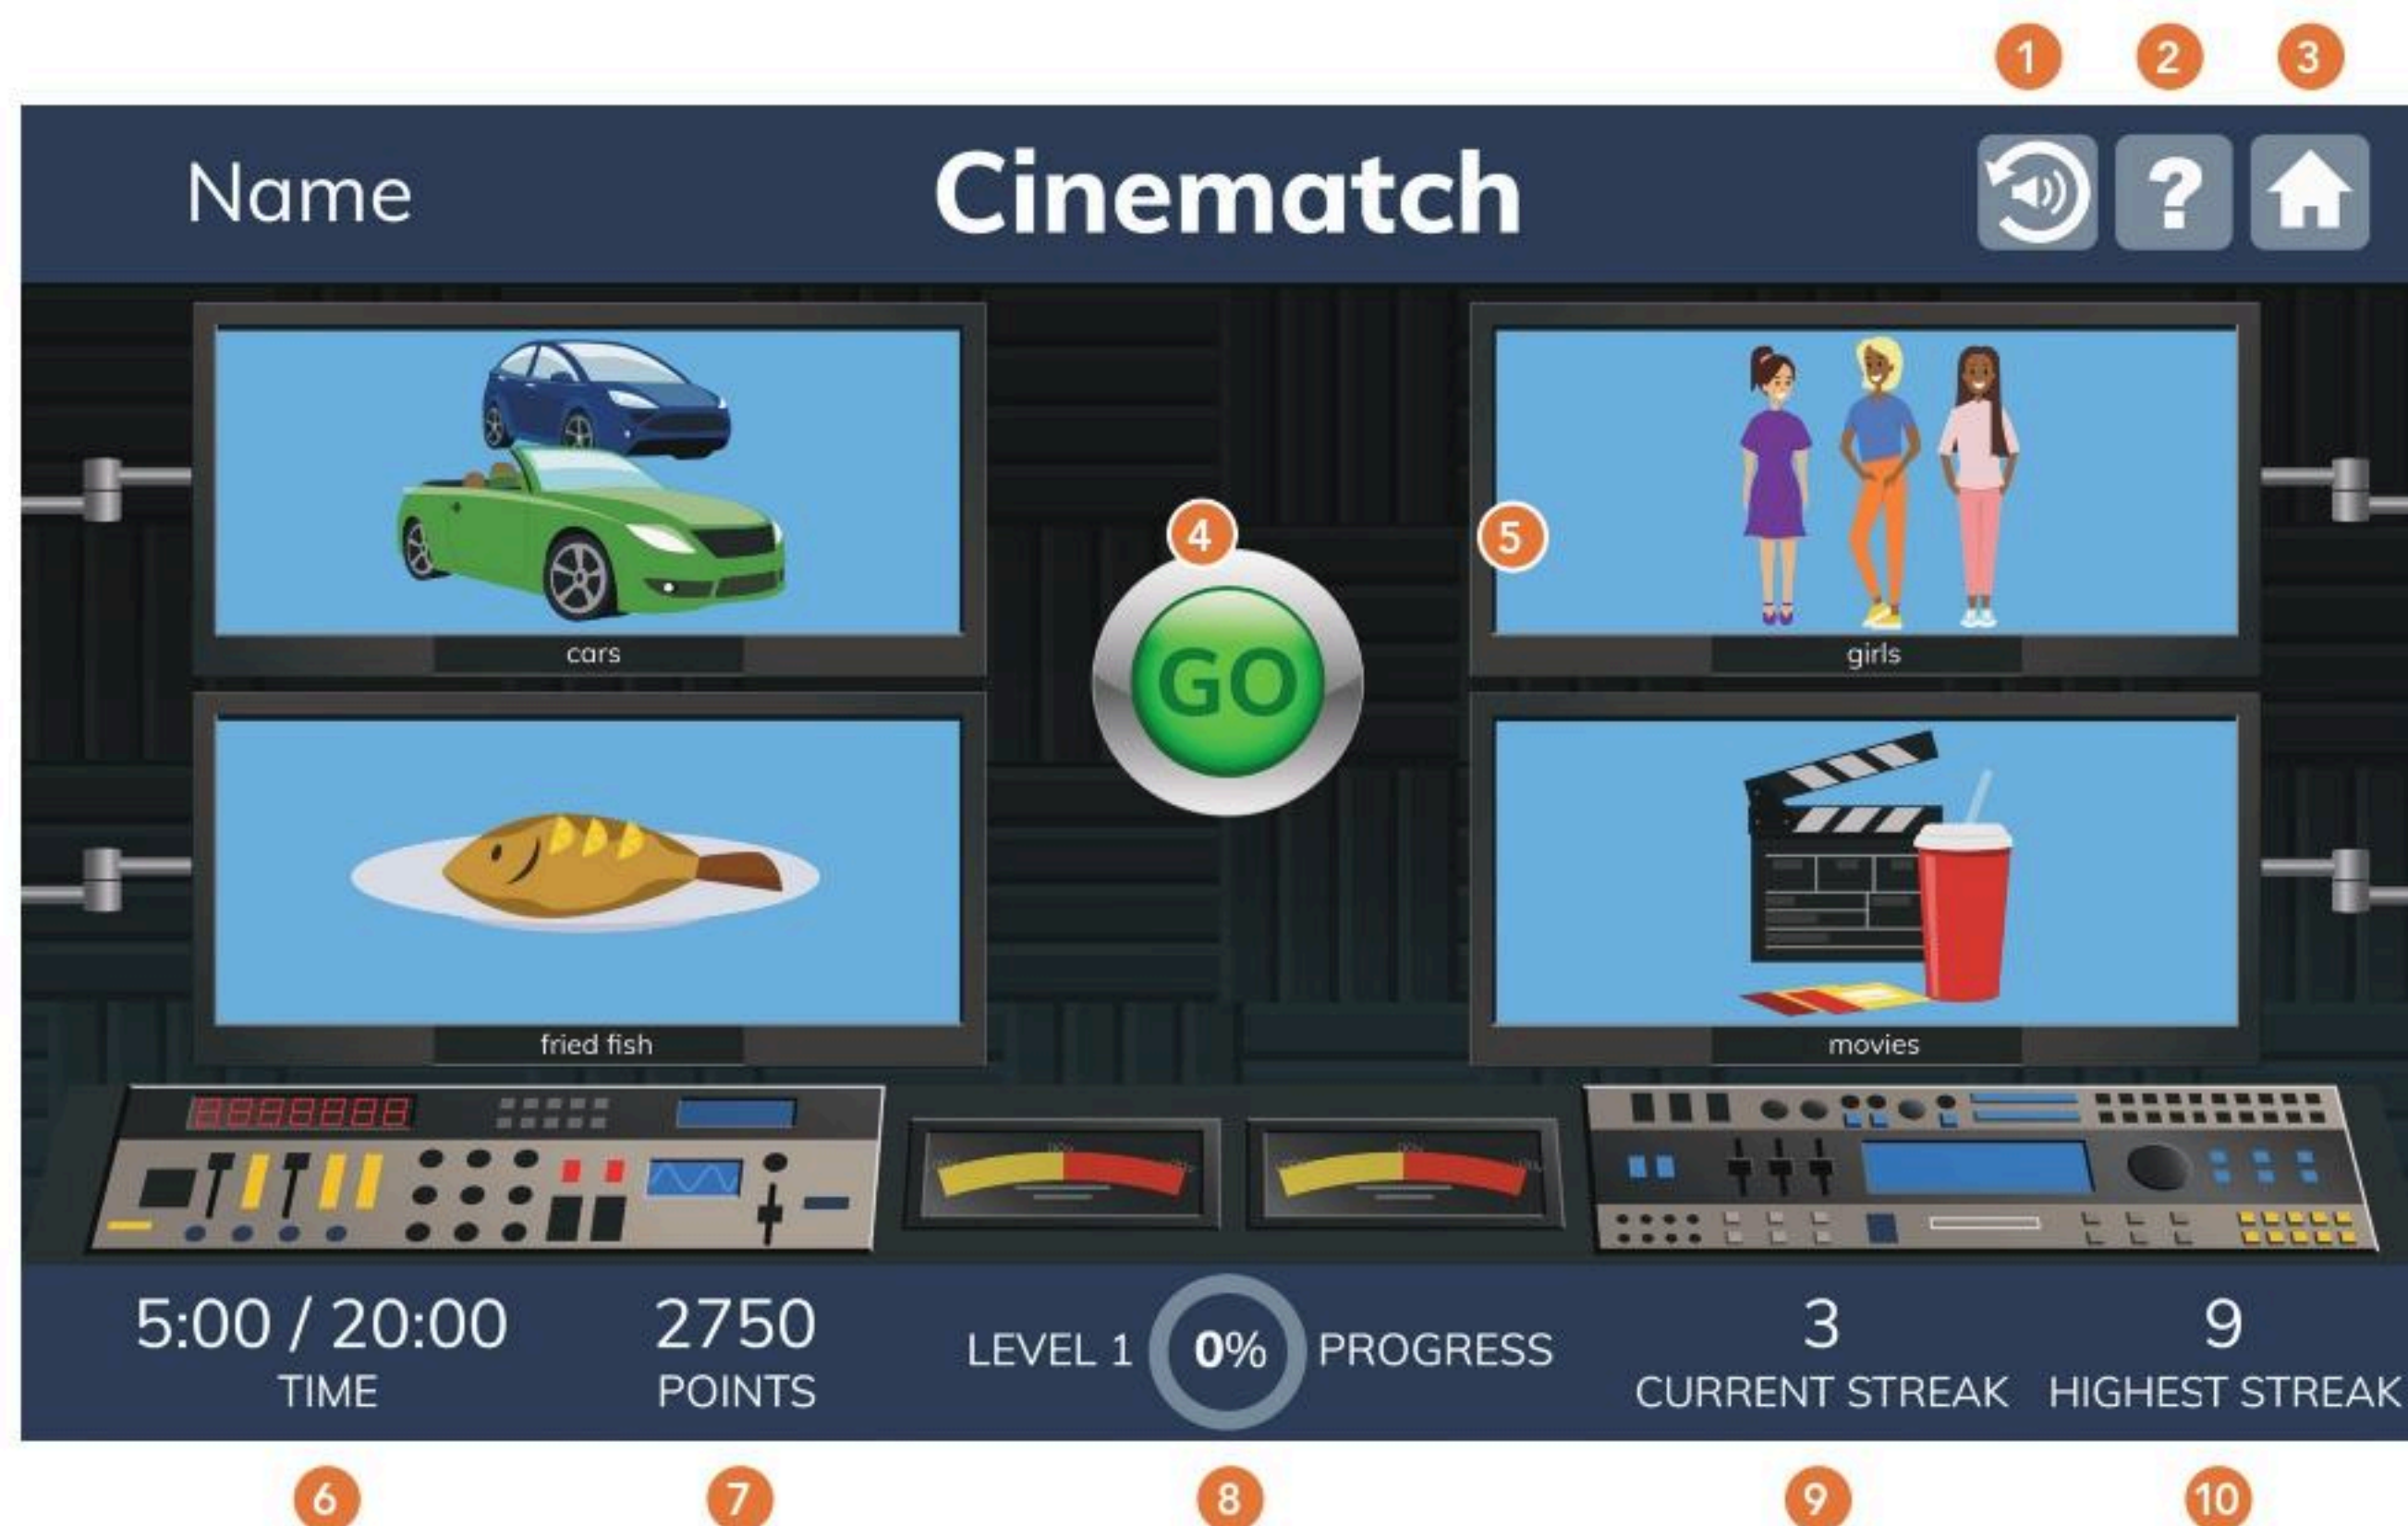 1 2 3
Name Cinematch ?
cars
girls
4
5
GO
fried fish
movies
5:00 / 20:00
TIME
2750
POINTS
LEVEL 1 0% PROGRESS
3
CURRENT STREAK
9
HIGHEST STREAK
6 7 8 9 10